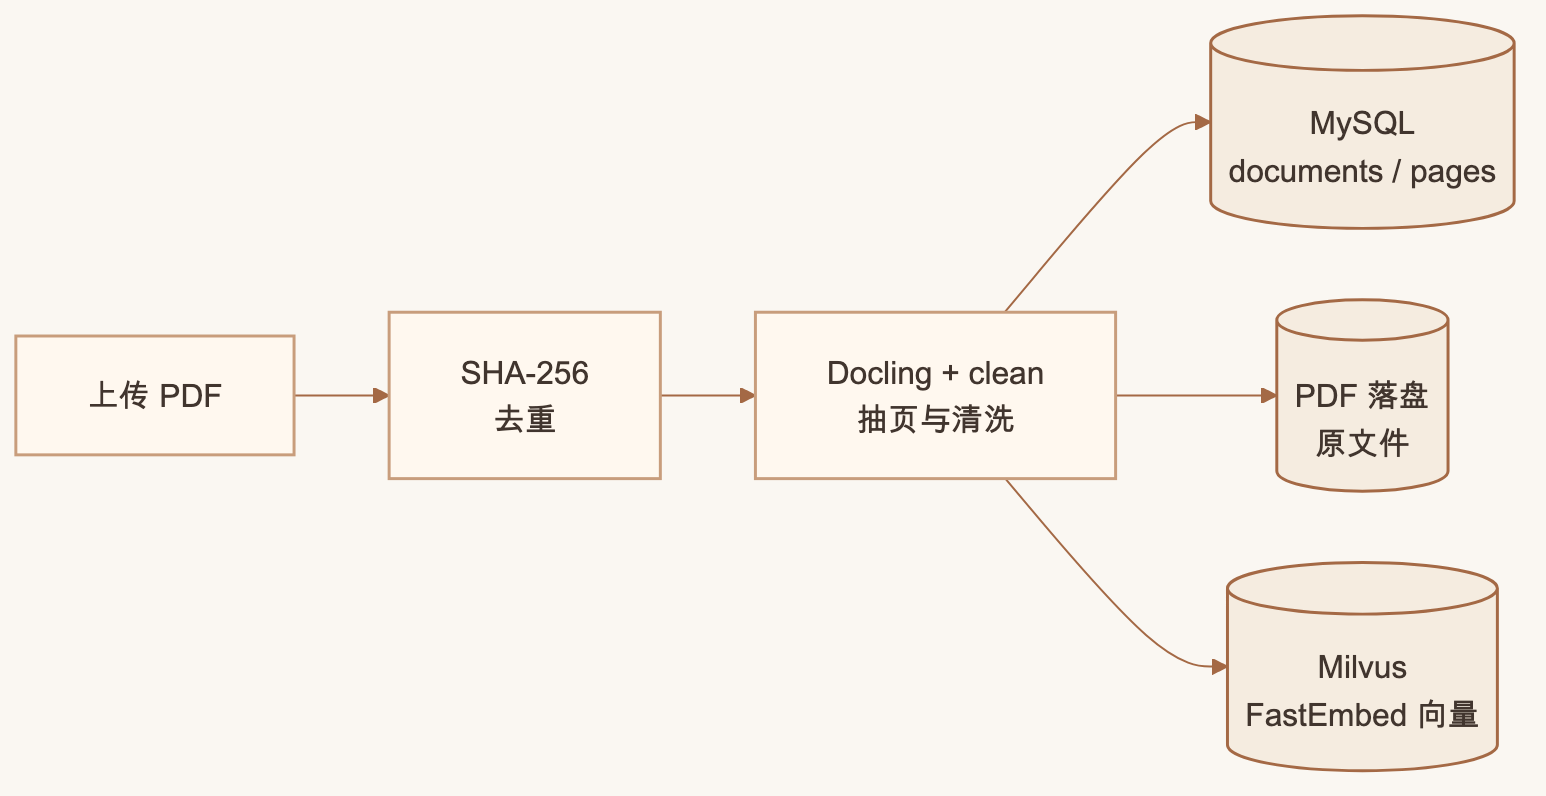 上传 PDF
SHA-256
去重
Docling + clean
抽页与清洗
MySQL
documents / pages
PDF 落盘
原文件
Milvus
FastEmbed 向量